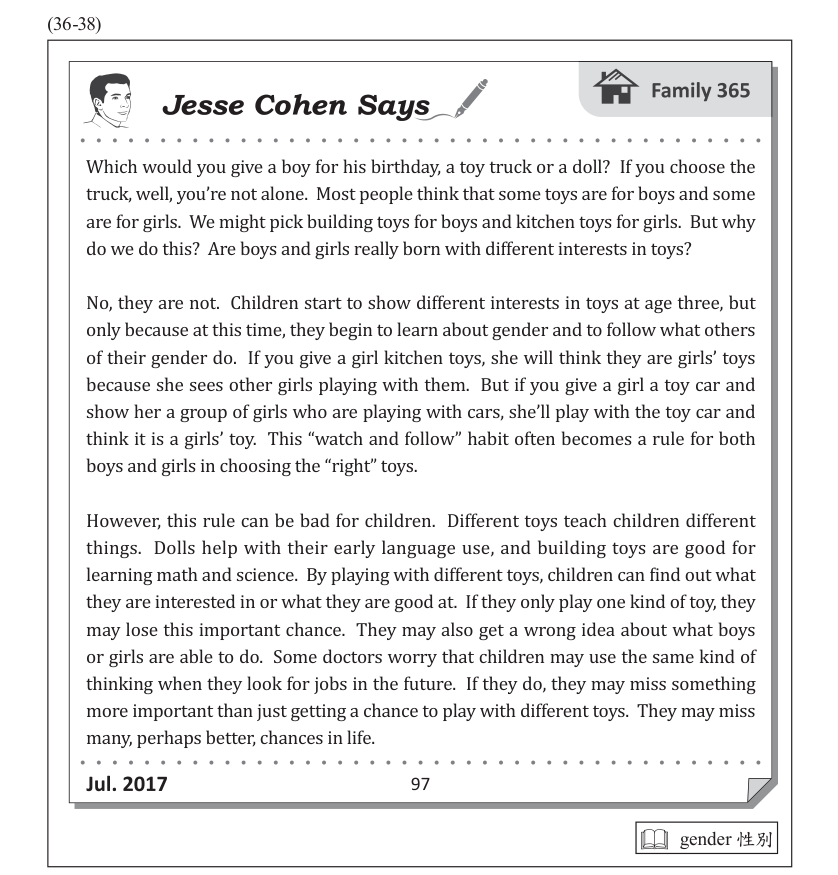 (36-38)
Jesse Cohen Says
Family 365
Which would you give a boy for his birthday, a toy truck or a doll? If you choose the
truck, well, you’re not alone. Most people think that some toys are for boys and some
are for girls. We might pick building toys for boys and kitchen toys for girls. But why
do we do this? Are boys and girls really born with different interests in toys?
No, they are not. Children start to show different interests in toys at age three, but
only because at this time, they begin to learn about gender and to follow what others
of their gender do. If you give a girl kitchen toys, she will think they are girls’ toys
because she sees other girls playing with them. But if you give a girl a toy car and
show her a group of girls who are playing with cars, she’ll play with the toy car and
think it is a girls’ toy. This “watch and follow” habit often becomes a rule for both
boys and girls in choosing the “right” toys.
However, this rule can be bad for children. Different toys teach children different
things. Dolls help with their early language use, and building toys are good for
learning math and science. By playing with different toys, children can find out what
they are interested in or what they are good at. If they only play one kind of toy, they
may lose this important chance. They may also get a wrong idea about what boys
or girls are able to do. Some doctors worry that children may use the same kind of
thinking when they look for jobs in the future. If they do, they may miss something
more important than just getting a chance to play with different toys. They may miss
many, perhaps better, chances in life.
Jul. 2017
97
gender 性別